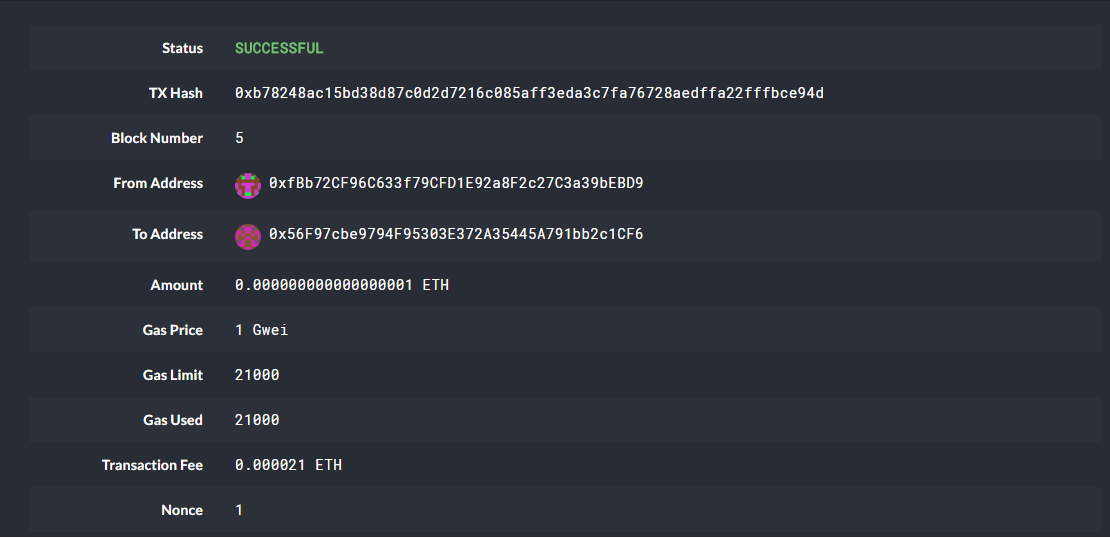 Status SUCCESSFUL
TX Hash 0xb78248ac15bd38d87c0d2d7216c085aff3eda3c7fa76728aedffa22fffbce94d
Block Number 5
From Address 0xfBb72CF96C633f79CFD1E92a8F2c27C3a39bEBD9
To Address 0x56F97cbe9794F95303E372A35445A791bb2c1CF6
Amount 0.000000000000000001 ETH
Gas Price 1 Gwei
Gas Limit 21000
Gas Used 21000
Transaction Fee 0.000021 ETH
Nonce 1